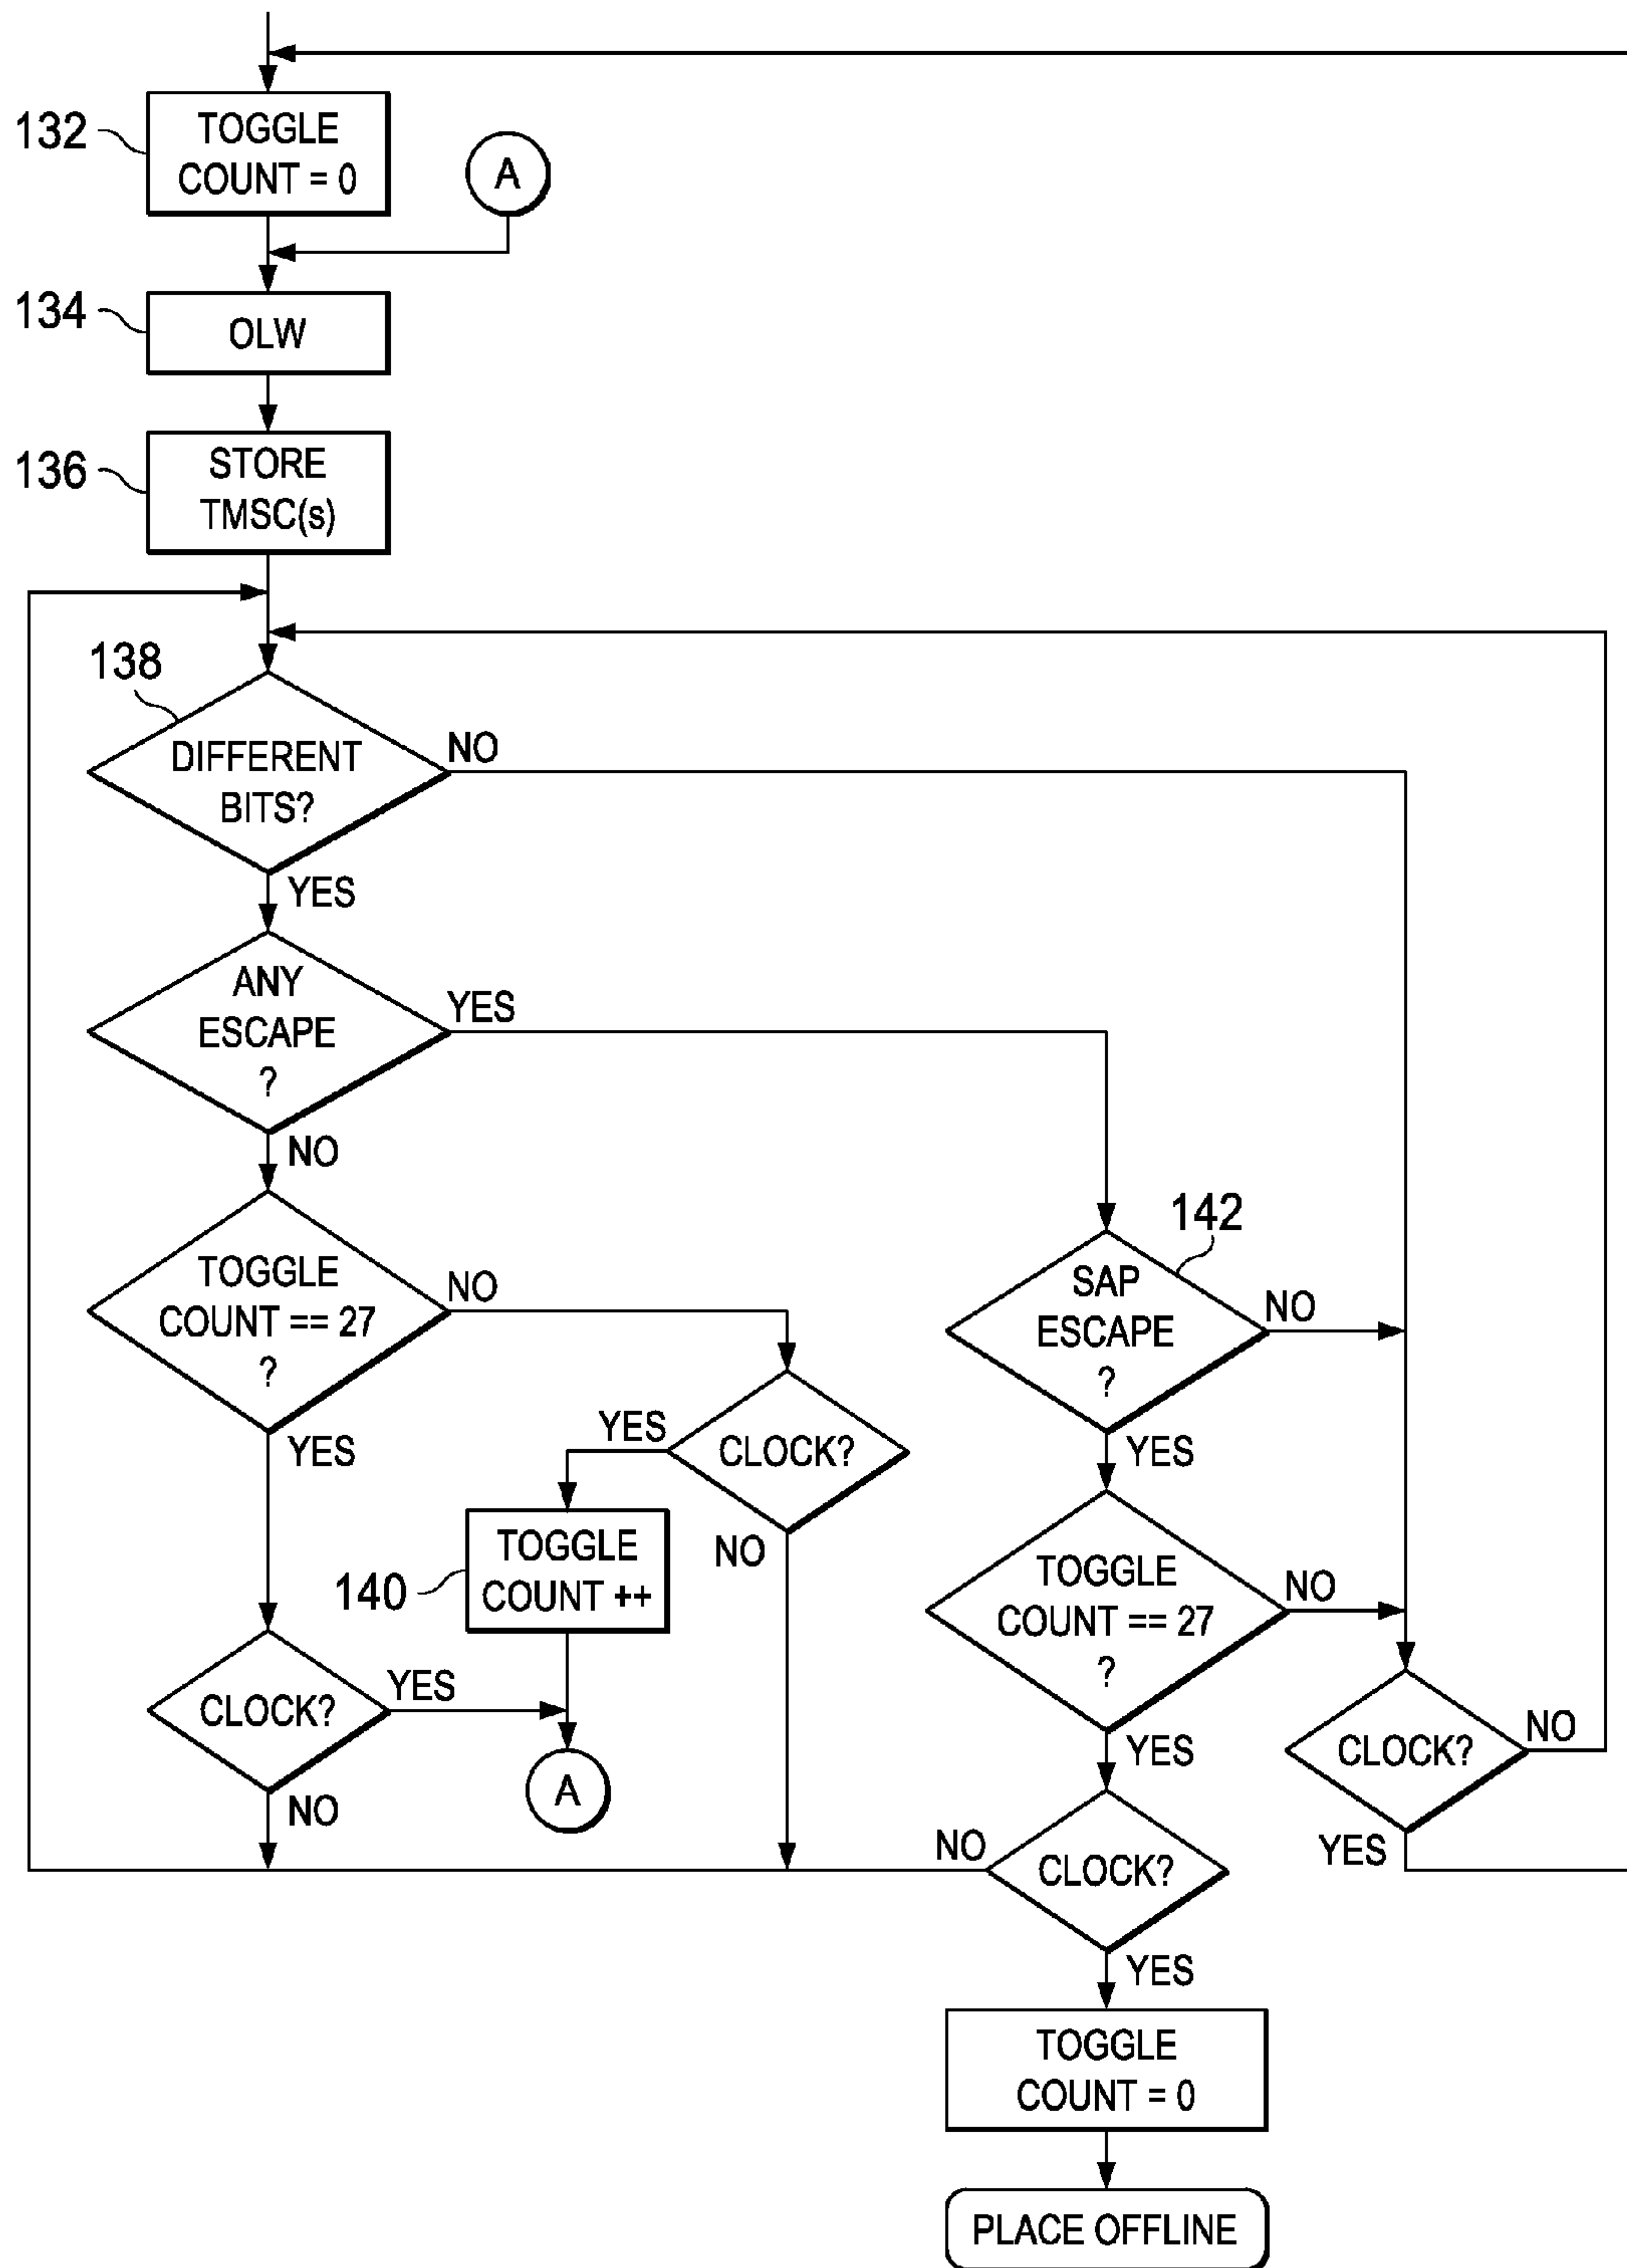 132
TOGGLE
COUNT = 0
A
134
OLW
136
STORE
TMSC(s)
138
DIFFERENT
BITS?
NO
YES
ANY
ESCAPE
?
YES
NO
TOGGLE
COUNT == 27
?
NO
YES
CLOCK?
YES
NO
140
TOGGLE
COUNT ++
CLOCK?
YES
NO
A
142
SAP
ESCAPE
?
NO
YES
TOGGLE
COUNT == 27
?
NO
YES
CLOCK?
NO
YES
CLOCK?
NO
YES
TOGGLE
COUNT = 0
PLACE OFFLINE